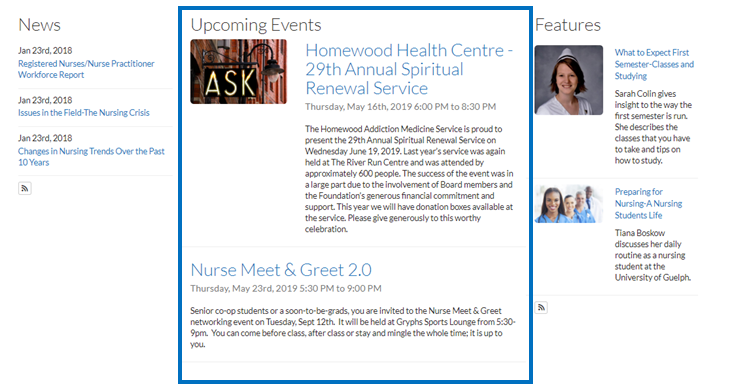 News
Jan 23rd, 2018
Registered Nurses/Nurse Practitioner
Workforce Report
Jan 23rd, 2018
Issues in the Field-The Nursing Crisis
Jan 23rd, 2018
Changes in Nursing Trends Over the Past
10 Years
Upcoming Events
ASK
Homewood Health Centre -
29th Annual Spiritual
Renewal Service
Thursday, May 16th, 2019 6:00 PM to 8:30 PM
The Homewood Addiction Medicine Service is proud to
present the 29th Annual Spiritual Renewal Service on
Wednesday June 19, 2019. Last year's service was again
held at The River Run Centre and was attended by
approximately 600 people. The success of the event was in
a large part due to the involvement of Board members and
the Foundation's generous financial commitment and
support. This year we will have donation boxes available at
the service. Please give generously to this worthy
celebration.
Nurse Meet & Greet 2.0
Thursday, May 23rd, 2019 5:30 PM to 9:00 PM
Senior co-op students or a soon-to-be-grads, you are invited to the Nurse Meet & Greet
networking event on Tuesday, Sept 12th. It will be held at Gryphs Sports Lounge from 5:30-
9pm. You can come before class, after class or stay and mingle the whole time; it is up to
you.
Features
What to Expect First
Semester-Classes and
Studying
Sarah Colin gives
insight to the way the
first semester is run.
She describes the
classes that you have
to take and tips on
how to study.
Preparing for
Nursing-A Nursing
Students Life
Tiana Boskow
discusses her daily
routine as a nursing
student at the
University of Guelph.